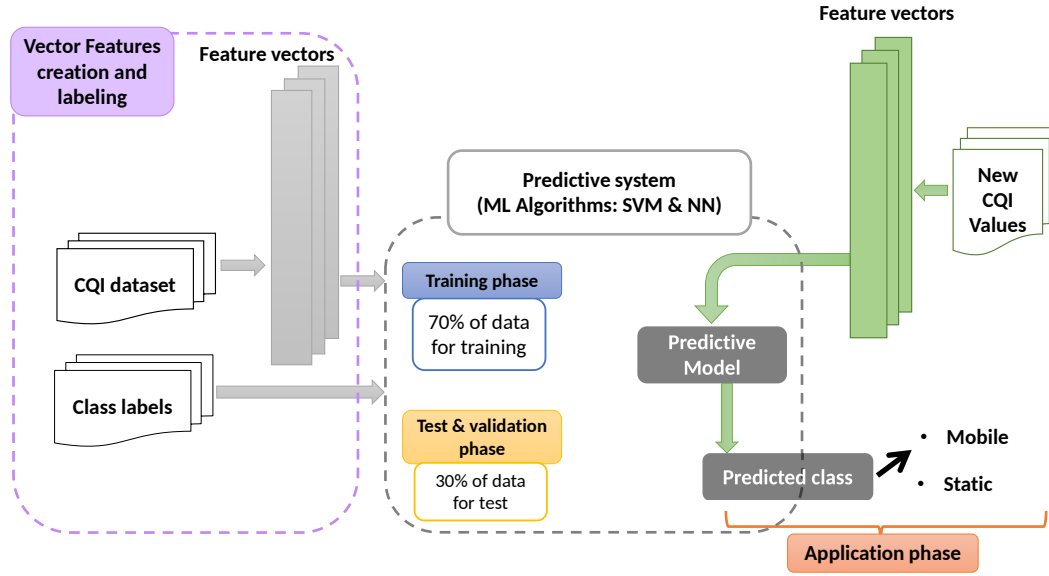 Vector Features
creation and
labeling
Feature vectors
CQI dataset
Class labels
Predictive system
(ML Algorithms: SVM & NN)
Training phase
70% of data
for training
Test & validation
phase
30% of data
for test
Feature vectors
New
CQI
Values
Predictive
Model
Predicted class
• Mobile
• Static
Application phase